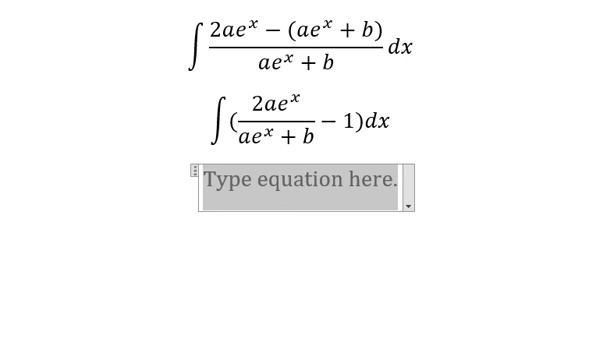 ∫ (2ae^x − (ae^x + b))/(ae^x + b) dx
∫ (2ae^x/(ae^x + b) − 1)dx
Type equation here.